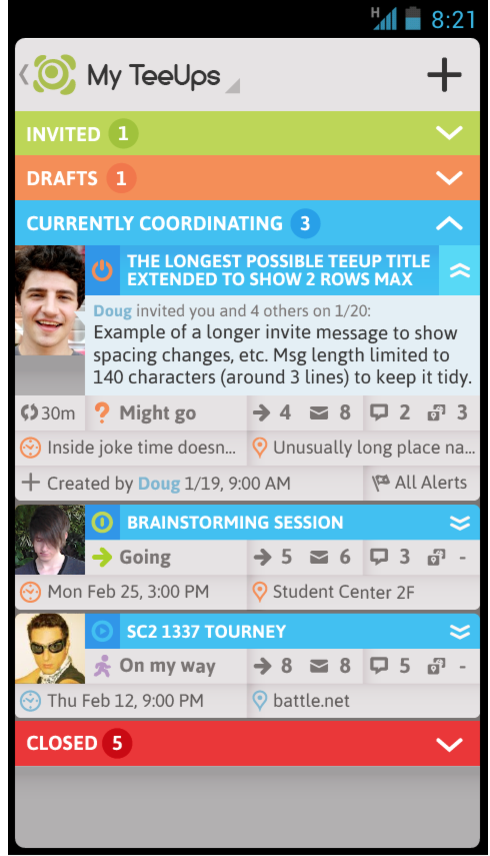 H 8:21
My TeeUps
INVITED 1
DRAFTS 1
CURRENTLY COORDINATING 3
THE LONGEST POSSIBLE TEEUP TITLE
EXTENDED TO SHOW 2 ROWS MAX
Doug invited you and 4 others on 1/20:
Example of a longer invite message to show
spacing changes, etc. Msg length limited to
140 characters (around 3 lines) to keep it tidy.
30m ? Might go 4 8 2 3
Inside joke time doesn... Unusually long place na...
Created by Doug 1/19, 9:00 AM All Alerts
BRAINSTORMING SESSION
Going 5 6 3 -
Mon Feb 25, 3:00 PM Student Center 2F
SC2 1337 TOURNEY
On my way 8 8 5 -
Thu Feb 12, 9:00 PM battle.net
CLOSED 5